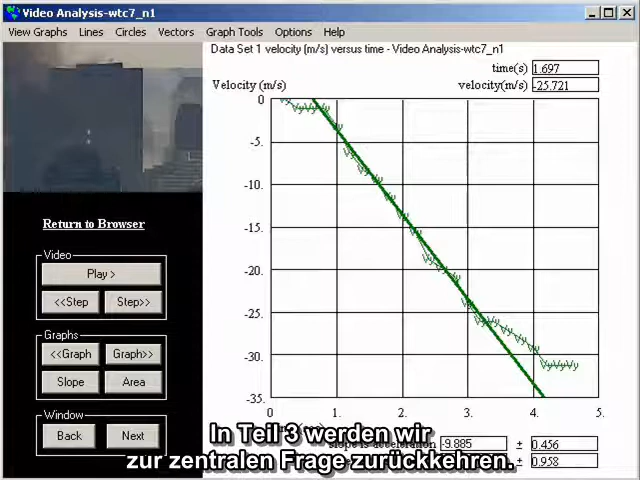 Video Analysis-wtc7_n1
View Graphs Lines Circles Vectors Graph Tools Options Help
Data Set 1 velocity (m/s) versus time - Video Analysis-wtc7_n1
time(s) 1.697
Velocity (m/s) velocity(m/s) -25.721
0
-5.
-10.
-15.
-20.
-25.
-30.
-35.
0 1. 2. 3. 4. 5.
Return to Browser
Video
Play>
<<Step Step>>
Graphs
<<Graph Graph>>
Slope Area
Window
Back Next
slope is acceleration -9.885 ± 0.456
± 0.958
In Teil 3 werden wir
zur zentralen Frage zurückkehren.